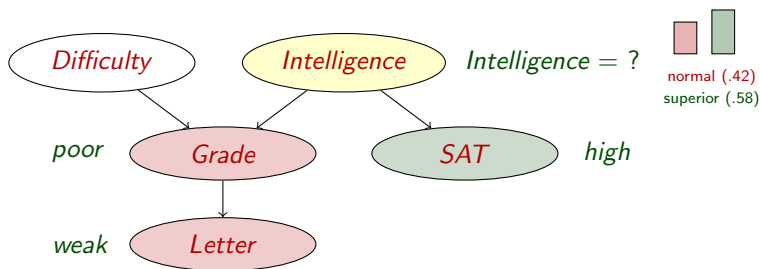 Difficulty Intelligence Intelligence = ?
normal (.42)
superior (.58)
poor Grade SAT high
weak Letter